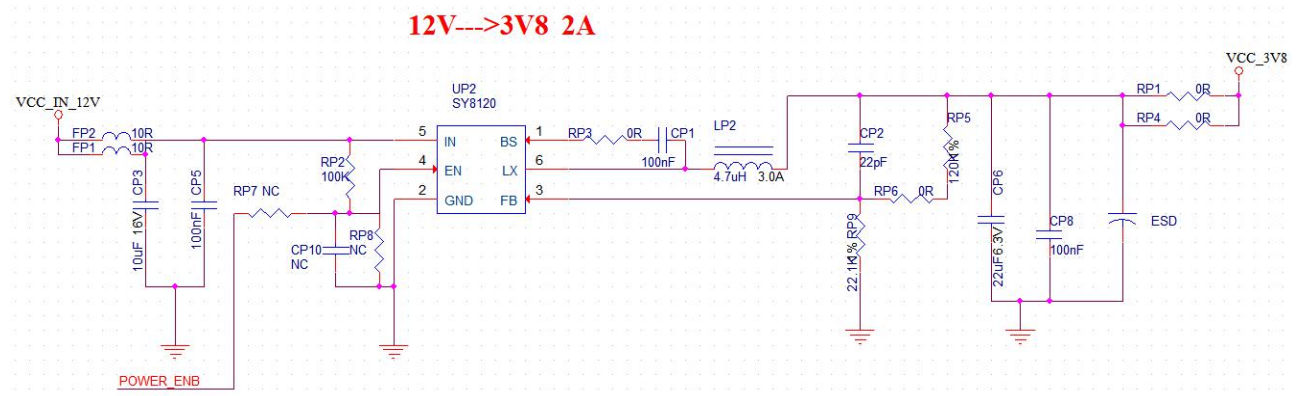 12V--->3V8 2A
VCC_3V8
VCC_IN_12V
UP2
SY8120
RP1 0R
RP4 0R
FP2 10R
FP1 10R
5 IN
4 EN
2 GND
BS 1
LX 6
FB 3
RP3 0R
CP1
100nF
LP2
4.7uH 3.0A
CP2
22pF
RP5
120K1%
RP6 0R
RP2
100K
RP7 NC
CP3
10uF 16V
CP5
100nF
CP10
NC
RP8
NC
RP9
22.1K1%
CP6
22uF6.3V
CP8
100nF
ESD
POWER_ENB